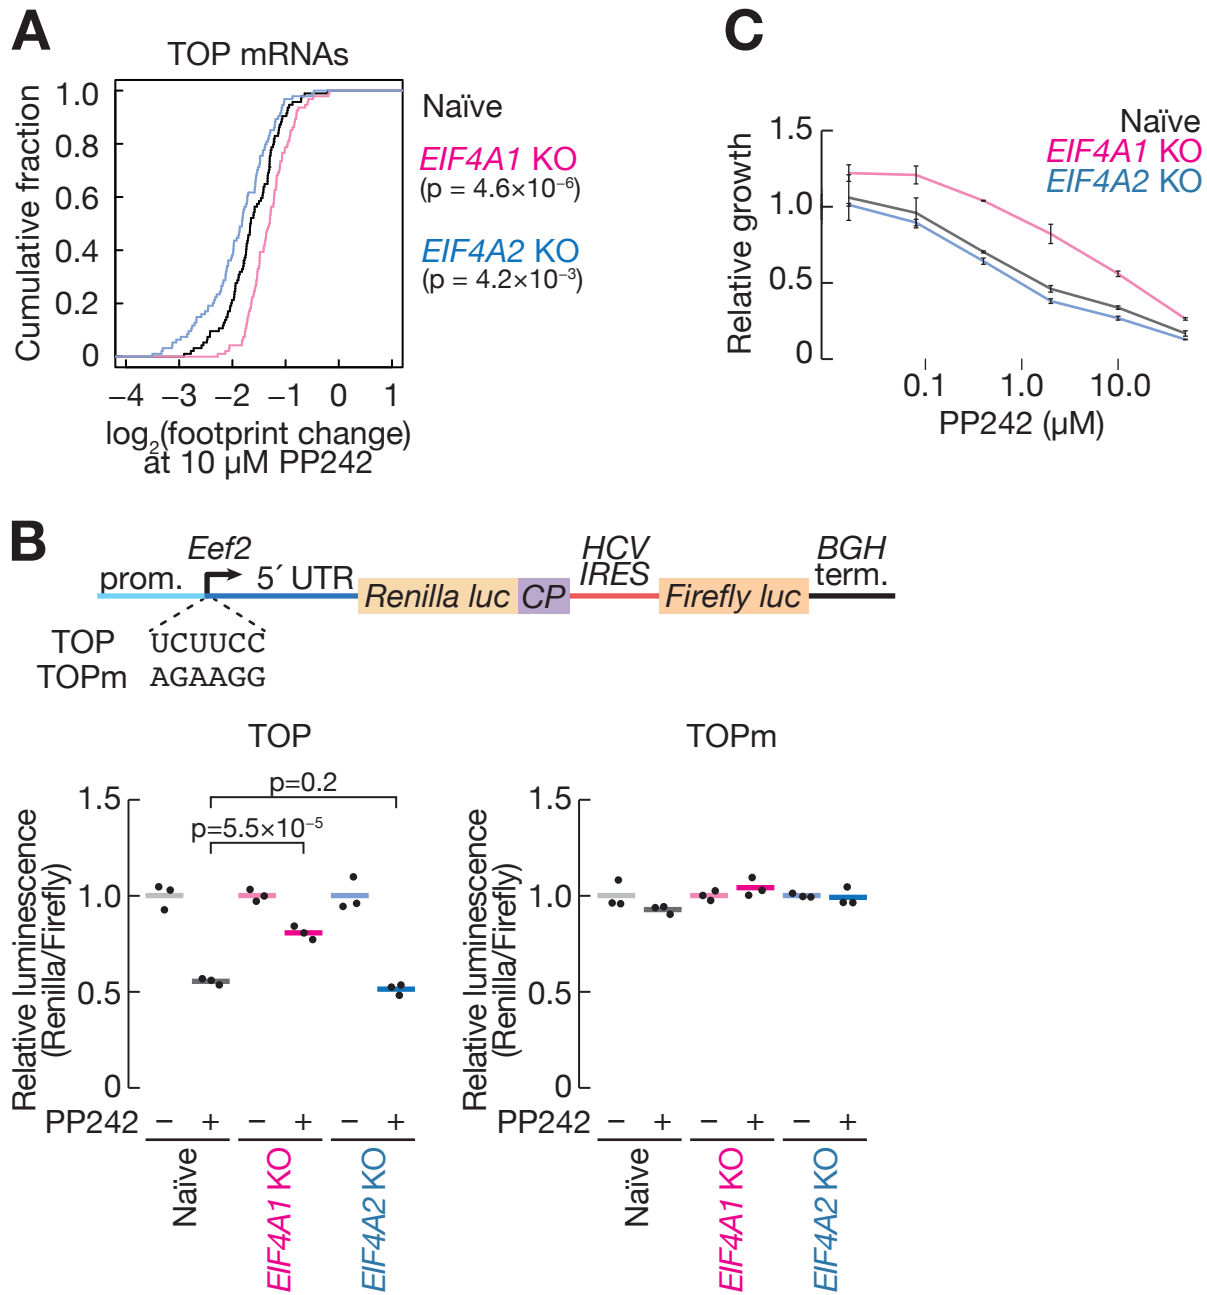 A
TOP mRNAs
Cumulative fraction
1.0
0.8
0.6
0.4
0.2
0
−4 −3 −2 −1 0 1
log2(footprint change)
at 10 µM PP242
Naïve
EIF4A1 KO
(p = 4.6×10−6)
EIF4A2 KO
(p = 4.2×10−3)
C
Relative growth
1.5
1.0
0.5
0
0.1 1.0 10.0
PP242 (µM)
Naïve
EIF4A1 KO
EIF4A2 KO
B
prom.
Eef2
5´ UTR
Renilla luc
CP
HCV
IRES
Firefly luc
BGH
term.
TOP UCUUCC
TOPm AGAAGG
TOP
Relative luminescence
(Renilla/Firefly)
1.5
1.0
0.5
0
p=0.2
p=5.5×10−5
PP242 − + − + − +
Naïve
EIF4A1 KO
EIF4A2 KO
TOPm
Relative luminescence
(Renilla/Firefly)
1.5
1.0
0.5
0
PP242 − + − + − +
Naïve
EIF4A1 KO
EIF4A2 KO